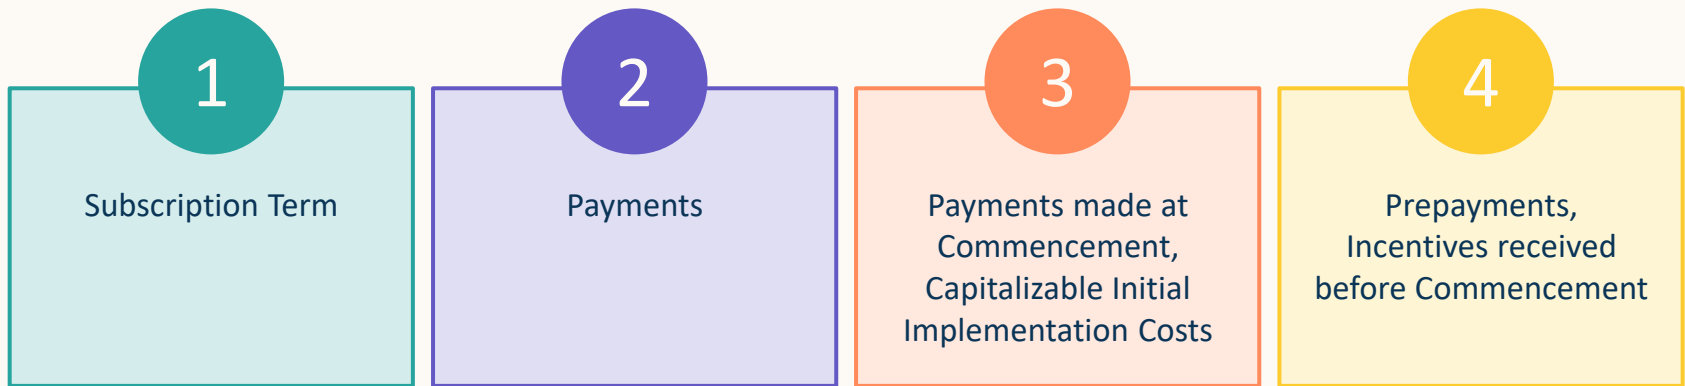 1
Subscription Term
2
Payments
3
Payments made at
Commencement,
Capitalizable Initial
Implementation Costs
4
Prepayments,
Incentives received
before Commencement